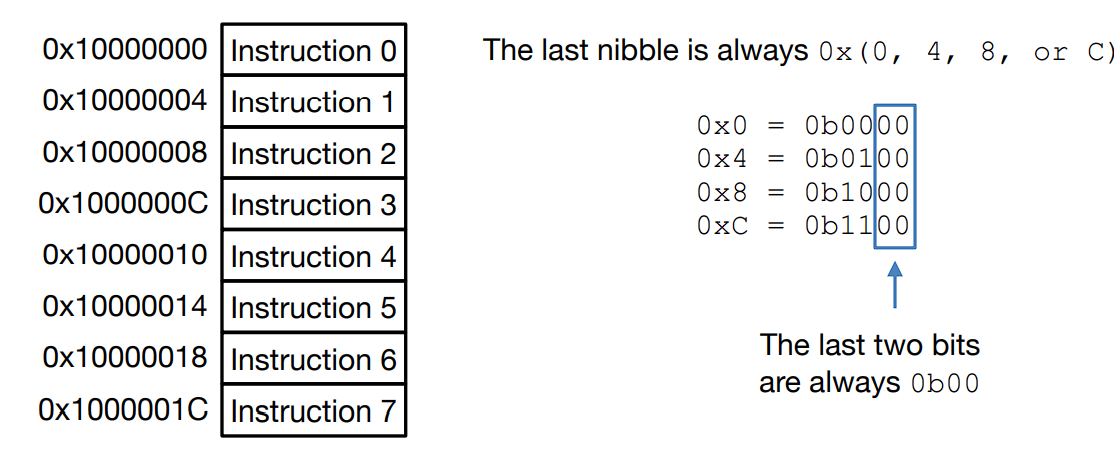 0x10000000 Instruction 0
0x10000004 Instruction 1
0x10000008 Instruction 2
0x1000000C Instruction 3
0x10000010 Instruction 4
0x10000014 Instruction 5
0x10000018 Instruction 6
0x1000001C Instruction 7
The last nibble is always 0x(0, 4, 8, or C)
0x0 = 0b0000
0x4 = 0b0100
0x8 = 0b1000
0xC = 0b1100
The last two bits
are always 0b00